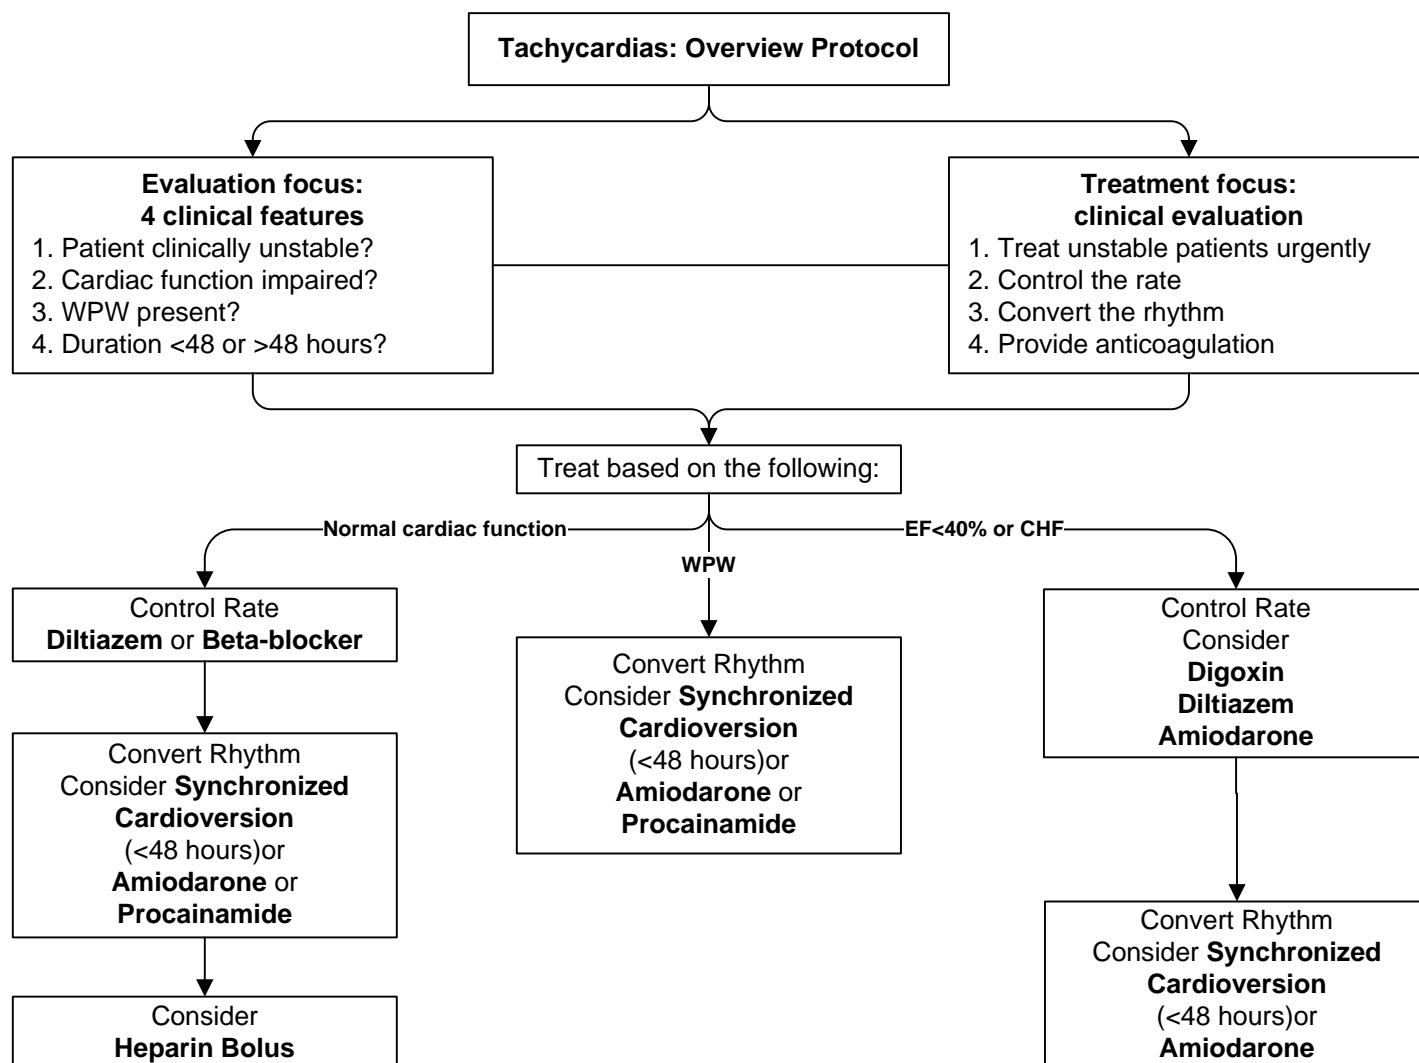 Tachycardias: Overview Protocol
Evaluation focus:
4 clinical features
1. Patient clinically unstable?
2. Cardiac function impaired?
3. WPW present?
4. Duration <48 or >48 hours?
Treatment focus:
clinical evaluation
1. Treat unstable patients urgently
2. Control the rate
3. Convert the rhythm
4. Provide anticoagulation
Treat based on the following:
Normal cardiac function
WPW
EF<40% or CHF
Control Rate
Diltiazem or Beta-blocker
Convert Rhythm
Consider Synchronized
Cardioversion
(<48 hours)or
Amiodarone or
Procainamide
Consider
Heparin Bolus
Convert Rhythm
Consider Synchronized
Cardioversion
(<48 hours)or
Amiodarone or
Procainamide
Control Rate
Consider
Digoxin
Diltiazem
Amiodarone
Convert Rhythm
Consider Synchronized
Cardioversion
(<48 hours)or
Amiodarone